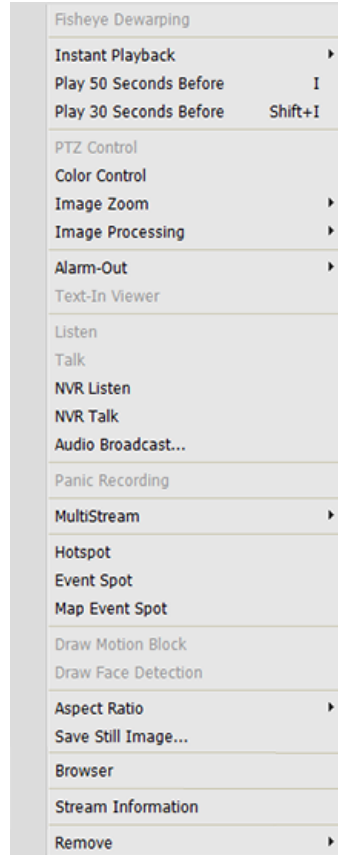 Fisheye Dewarping
Instant Playback
Play 50 Seconds Before I
Play 30 Seconds Before Shift+I
PTZ Control
Color Control
Image Zoom
Image Processing
Alarm-Out
Text-In Viewer
Listen
Talk
NVR Listen
NVR Talk
Audio Broadcast...
Panic Recording
MultiStream
Hotspot
Event Spot
Map Event Spot
Draw Motion Block
Draw Face Detection
Aspect Ratio
Save Still Image...
Browser
Stream Information
Remove